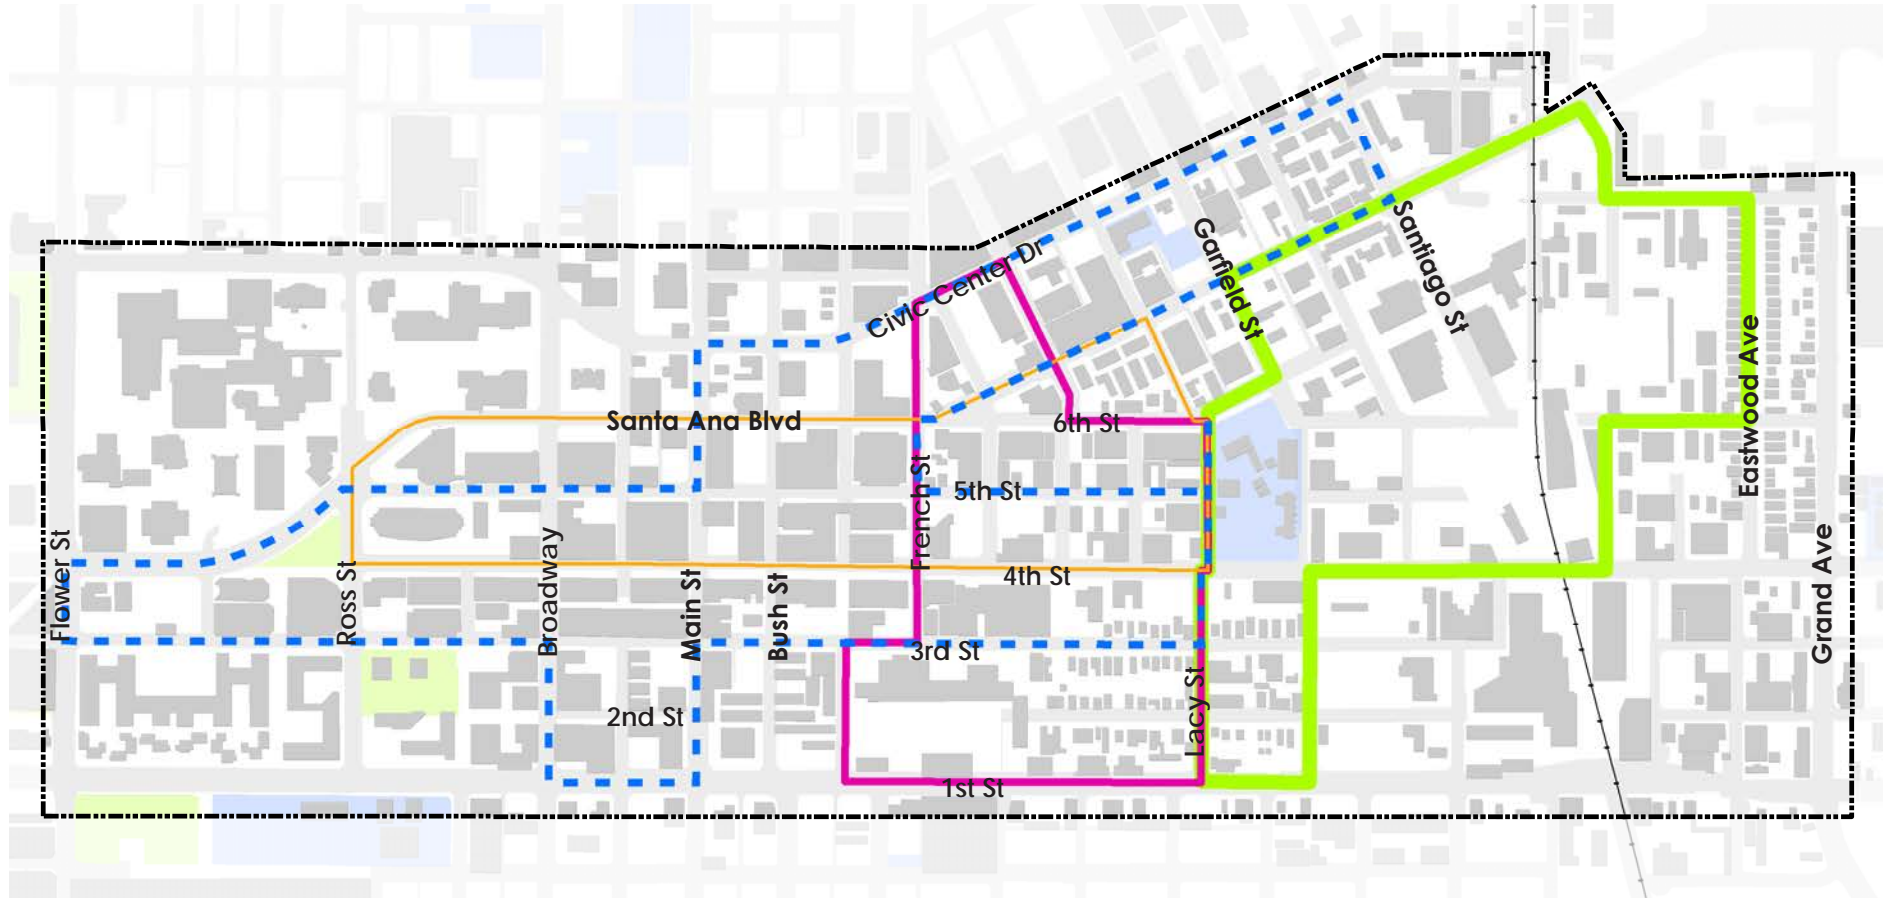 Civic Center Dr
Garfield St
Santiago St
Santa Ana Blvd
6th St
Eastwood Ave
French St
5th St
Flower St
Ross St
Broadway
Main St
Bush St
4th St
Grand Ave
3rd St
Lacy St
2nd St
1st St